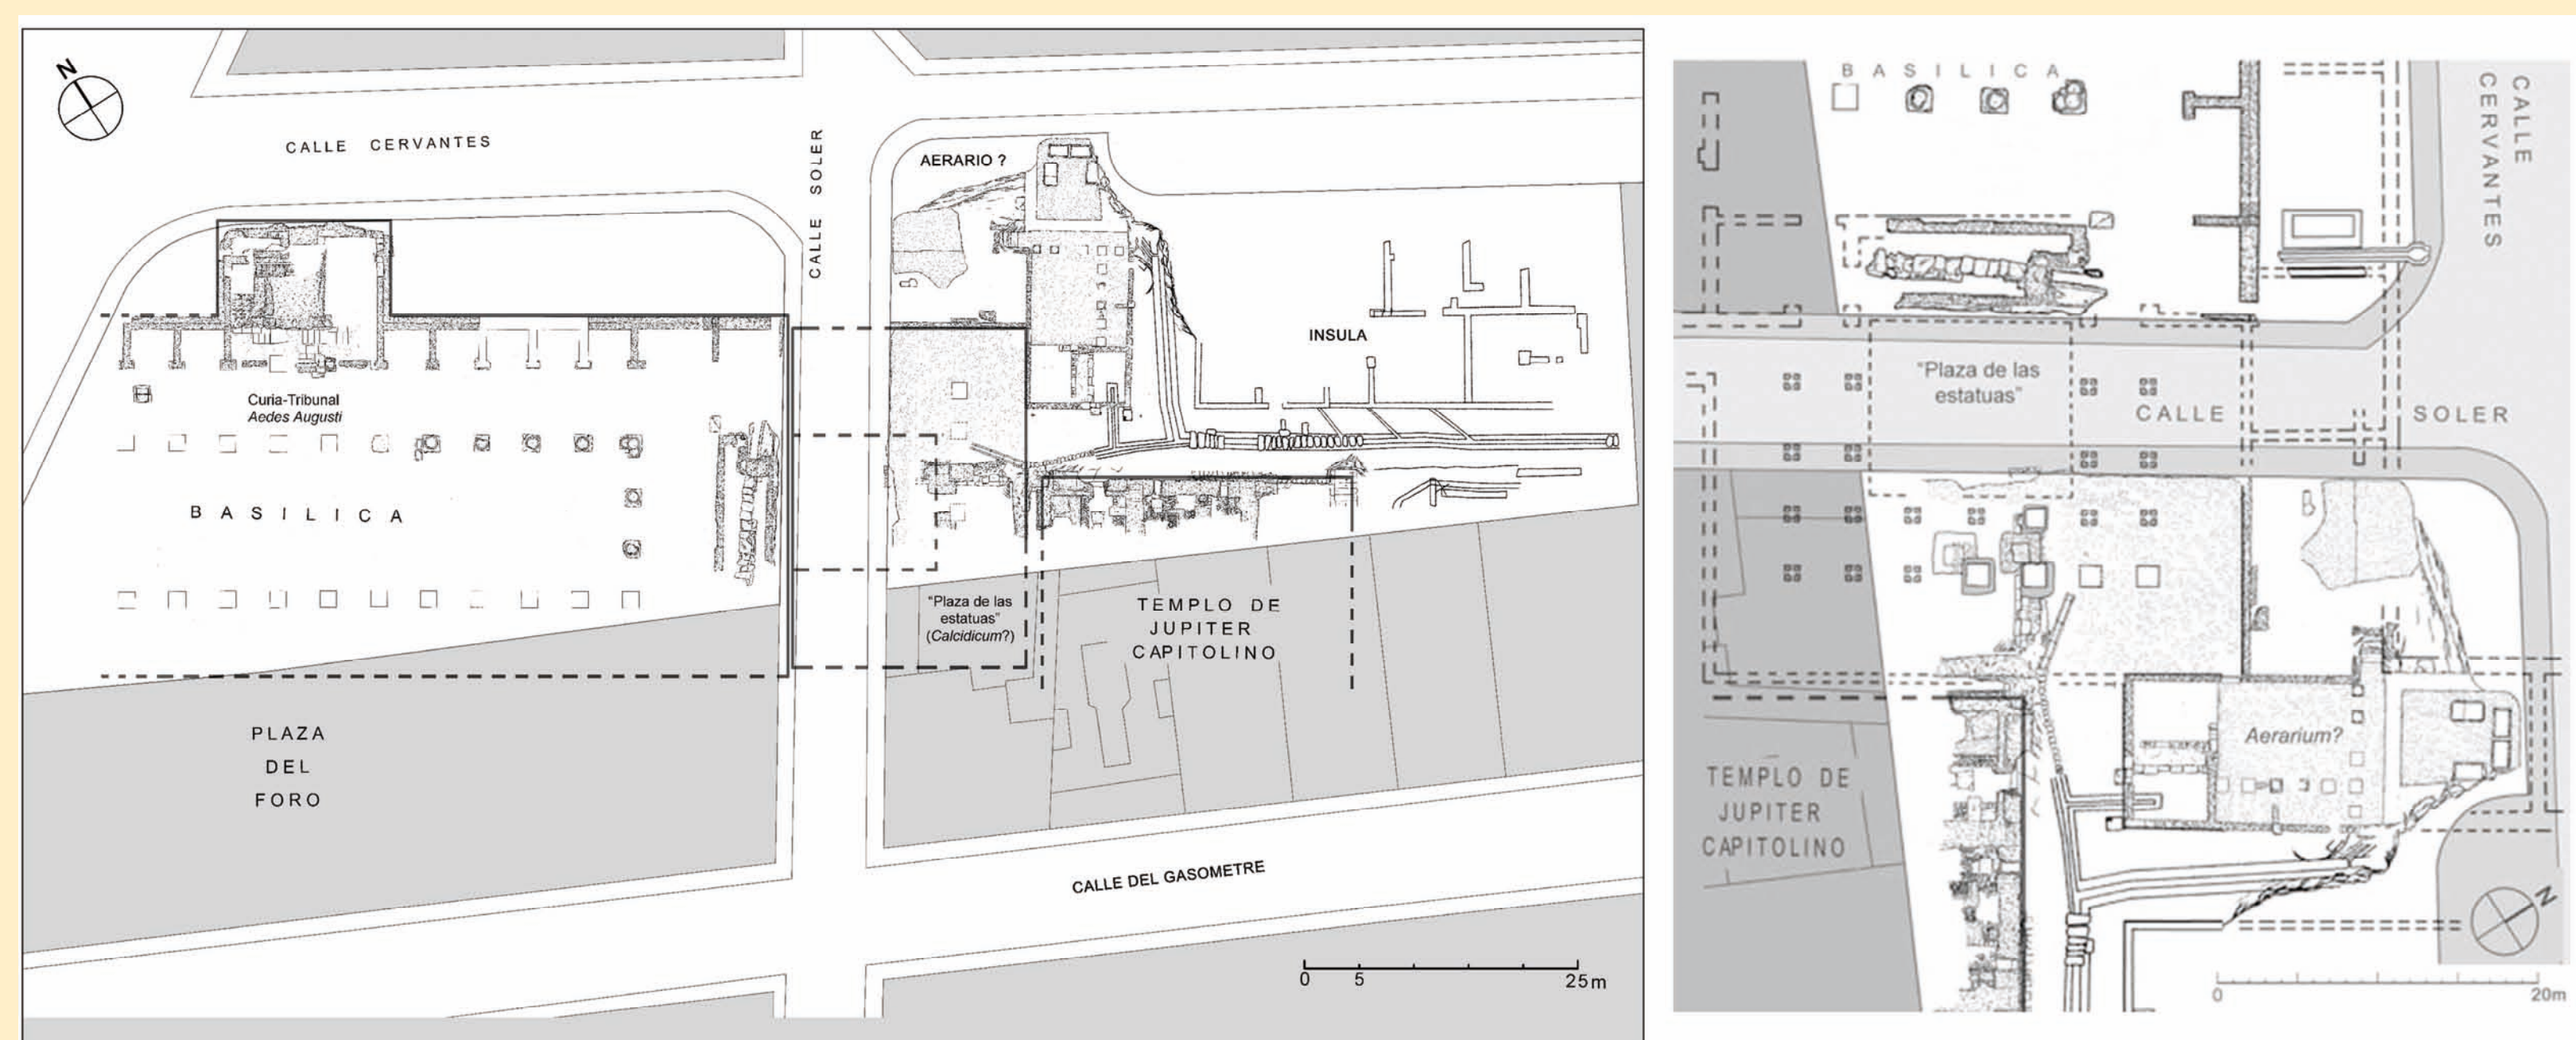 N
CALLE CERVANTES
CALLE SOLER
AERARIO ?
INSULA
Curia-Tribunal
Aedes Augusti
B A S I L I C A
"Plaza de las
estatuas"
(Calcidicum?)
TEMPLO DE
JUPITER
CAPITOLINO
PLAZA
DEL
FORO
CALLE DEL GASOMETRE
0 5 25m
B A S I L I C A
CALLE
CERVANTES
"Plaza de las
estatuas"
CALLE SOLER
Aerarium?
TEMPLO DE
JUPITER
CAPITOLINO
N
0 20m